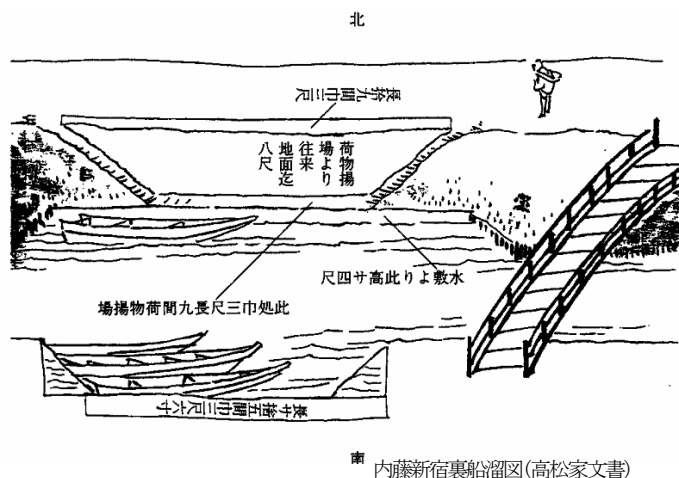 北
長拾九間巾三尺
荷物揚
場より
往来
地面迄
八尺
水敷より此高サ四尺
此処巾三尺長九間荷物揚場
長サ拾五間巾三尺六寸
南
内藤新宿裏船溜図(高松家文書)